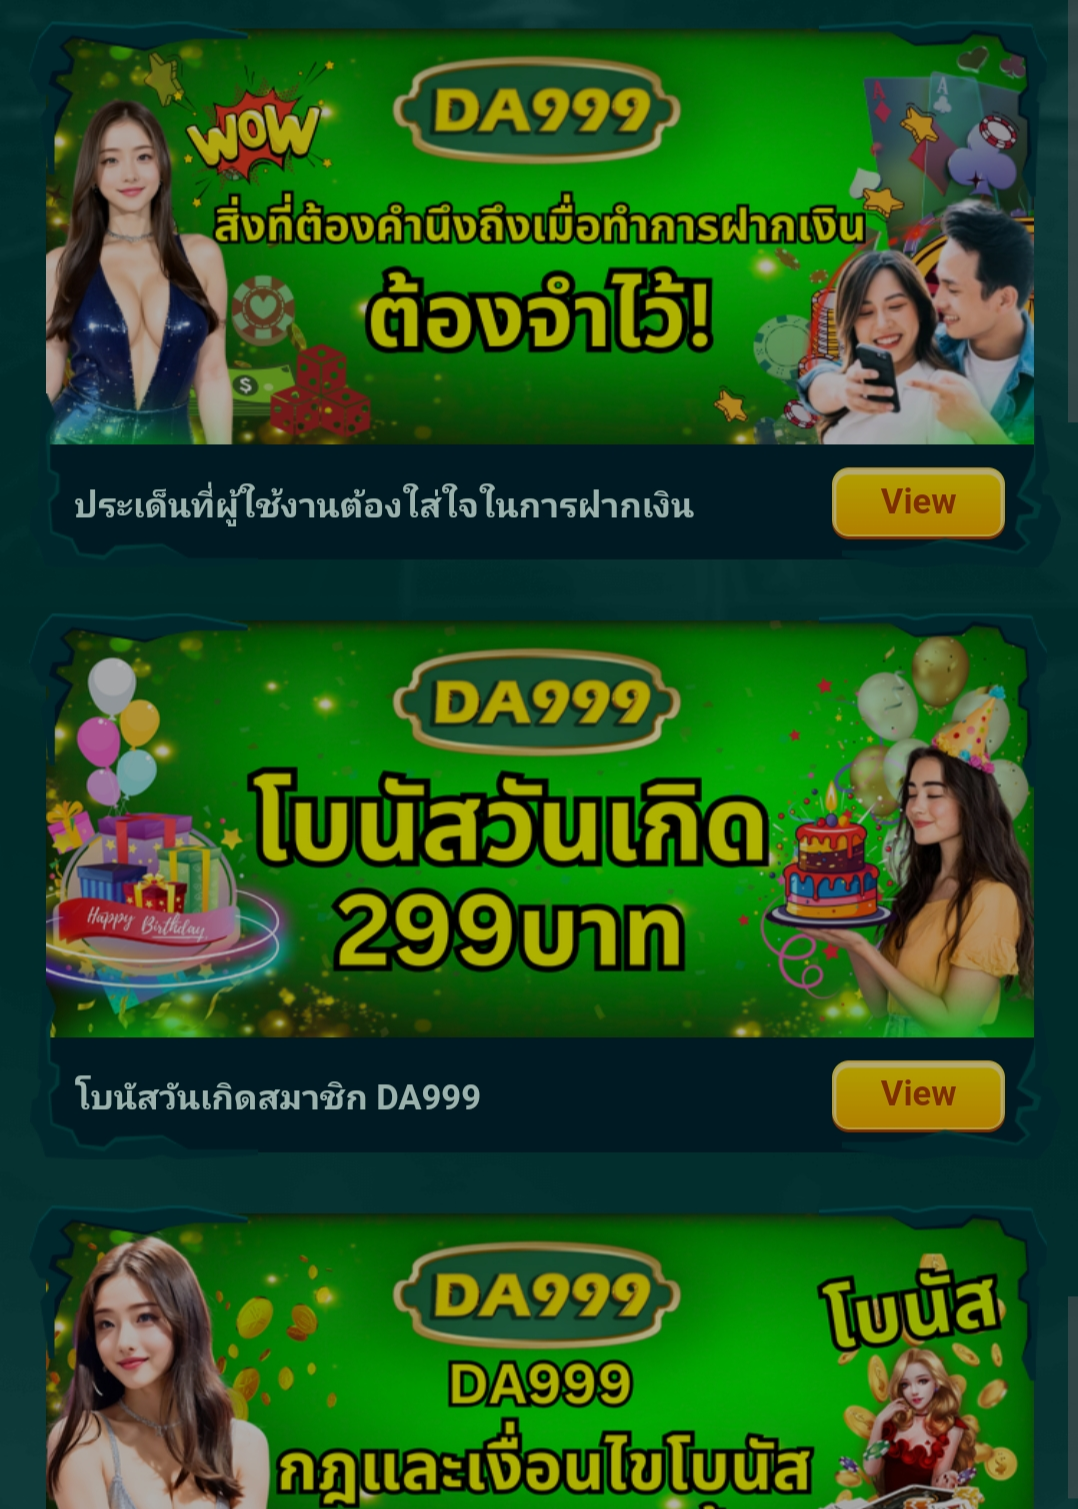 DA999
WOW
สิ่งที่ต้องคำนึงถึงเมื่อทำการฝากเงิน
ต้องจำไว้!
ประเด็นที่ผู้ใช้งานต้องใส่ใจในการฝากเงิน
View
DA999
โบนัสวันเกิด
299บาท
Happy Birthday
โบนัสวันเกิดสมาชิก DA999
View
DA999
โบนัส
DA999
กฎและเงื่อนไขโบนัส